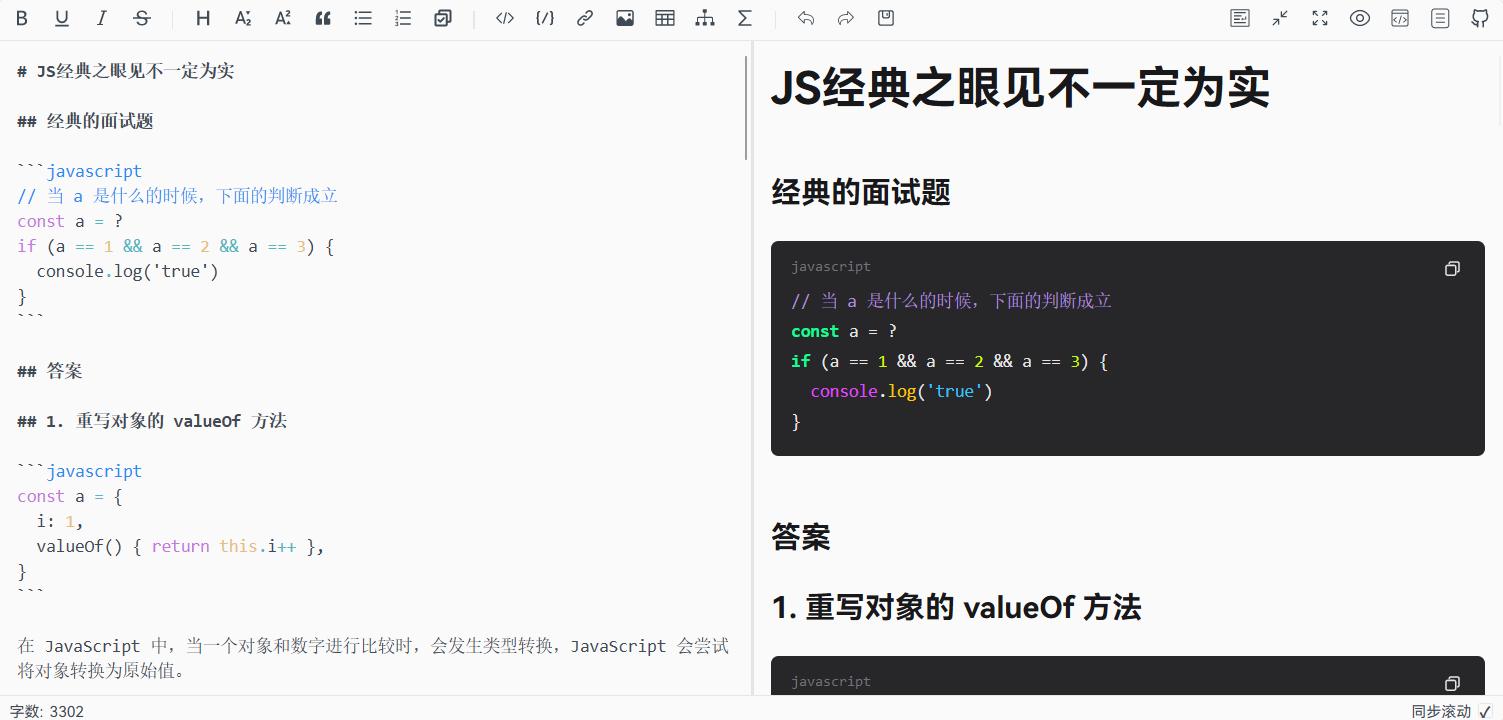 # JS经典之眼见不一定为实
## 经典的面试题
```javascript
// 当 a 是什么的时候，下面的判断成立
const a = ?
if (a == 1 && a == 2 && a == 3) {
  console.log('true')
}
```
## 答案
## 1. 重写对象的 valueOf 方法
```javascript
const a = {
  i: 1,
  valueOf() { return this.i++ },
}
```
在 JavaScript 中，当一个对象和数字进行比较时，会发生类型转换，JavaScript 会尝试
将对象转换为原始值。
JS经典之眼见不一定为实
经典的面试题
javascript
// 当 a 是什么的时候，下面的判断成立
const a = ?
if (a == 1 && a == 2 && a == 3) {
  console.log('true')
}
答案
1. 重写对象的 valueOf 方法
javascript
字数: 3302
同步滚动